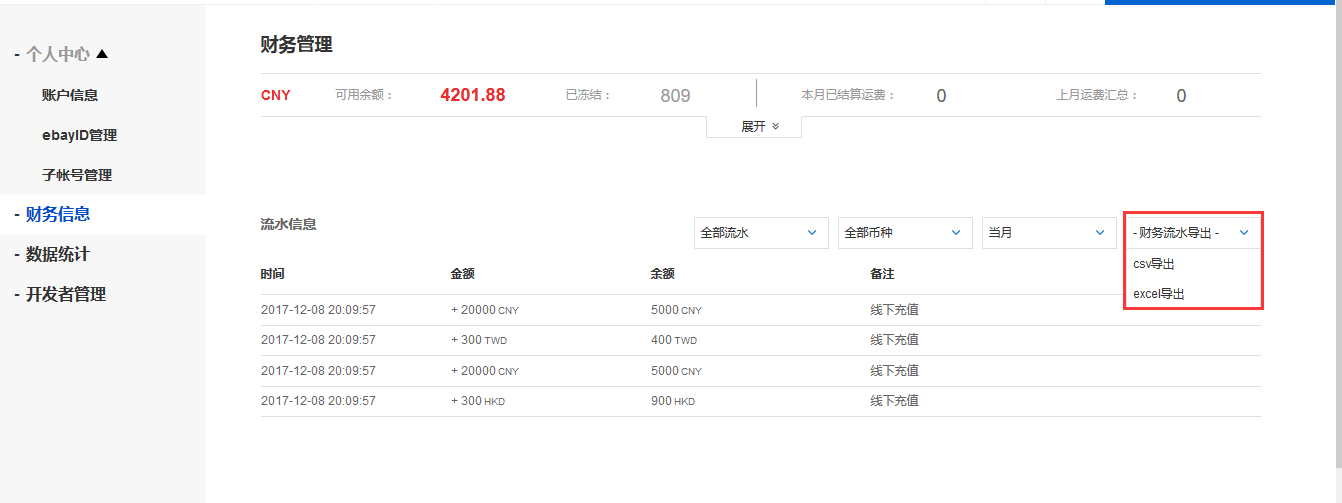 - 个人中心
账户信息
ebayID管理
子帐号管理
- 财务信息
- 数据统计
- 开发者管理
财务管理
CNY 可用余额： 4201.88 已冻结： 809 本月已结算运费： 0 上月运费汇总： 0
展开
流水信息 全部流水 全部币种 当月 - 财务流水导出 -
csv导出
excel导出
时间 金额 余额 备注
2017-12-08 20:09:57 + 20000 CNY 5000 CNY 线下充值
2017-12-08 20:09:57 + 300 TWD 400 TWD 线下充值
2017-12-08 20:09:57 + 20000 CNY 5000 CNY 线下充值
2017-12-08 20:09:57 + 300 HKD 900 HKD 线下充值